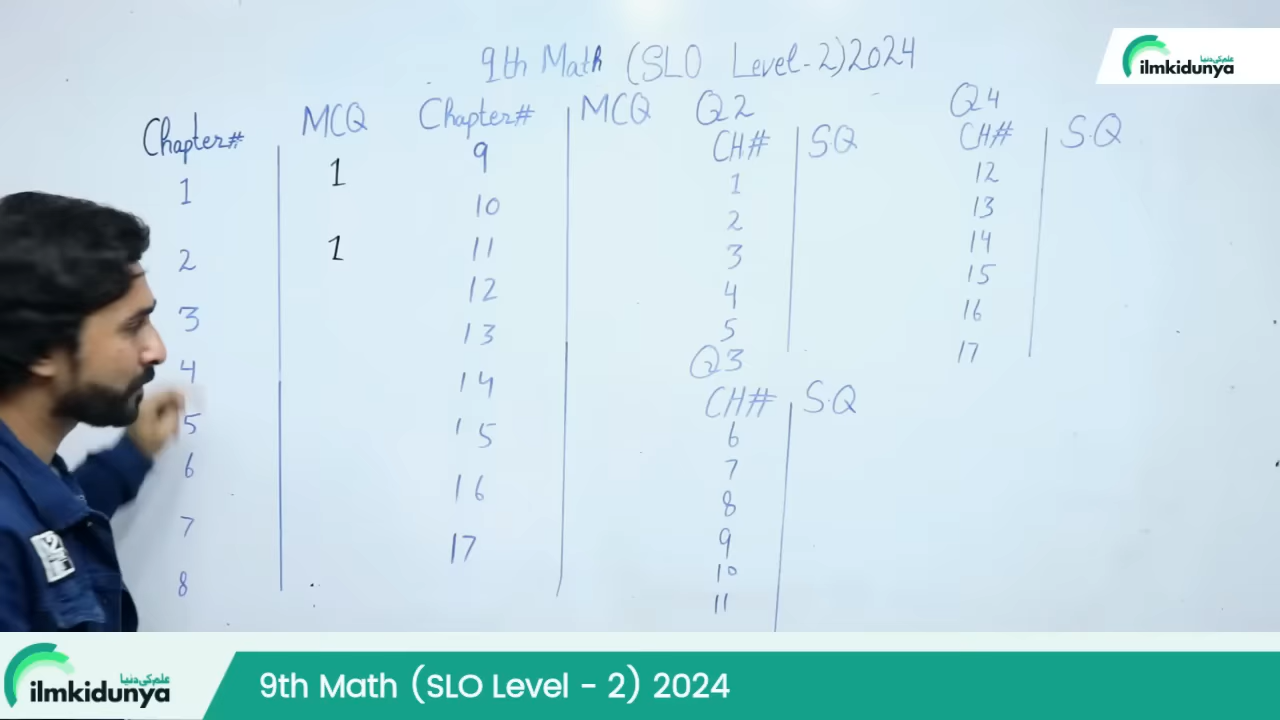 9th Math (SLO Level-2) 2024
علم کی دنیا
ilmkidunya
Chapter# MCQ
1 1
2 1
3
4
5
6
7
8
Chapter# MCQ
9
10
11
12
13
14
15
16
17
Q2
CH# S.Q
1
2
3
4
5
Q3
CH# S.Q
6
7
8
9
10
11
Q4
CH# S.Q
12
13
14
15
16
17
علم کی دنیا
ilmkidunya
9th Math (SLO Level - 2) 2024